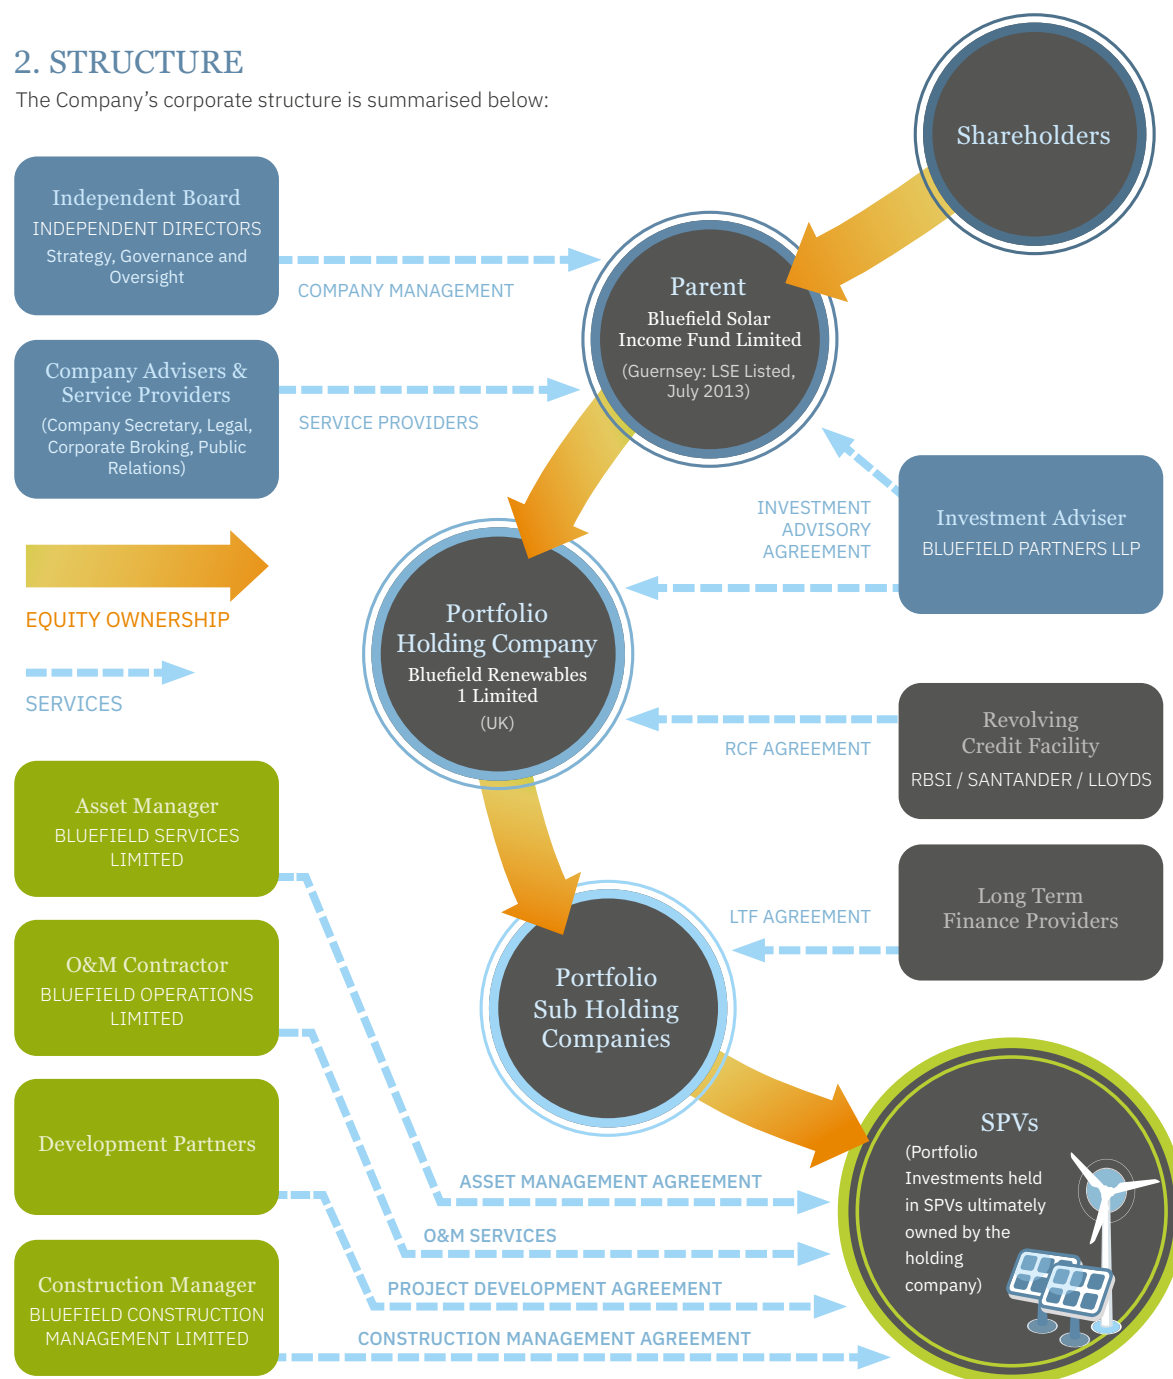 2. STRUCTURE
The Company’s corporate structure is summarised below:
Shareholders
Independent Board
INDEPENDENT DIRECTORS
Strategy, Governance and
Oversight
COMPANY MANAGEMENT
Parent
Bluefield Solar
Income Fund Limited
(Guernsey: LSE Listed,
July 2013)
Company Advisers &
Service Providers
(Company Secretary, Legal,
Corporate Broking, Public
Relations)
SERVICE PROVIDERS
INVESTMENT
ADVISORY
AGREEMENT
Investment Adviser
BLUEFIELD PARTNERS LLP
EQUITY OWNERSHIP
SERVICES
Portfolio
Holding Company
Bluefield Renewables
1 Limited
(UK)
RCF AGREEMENT
Revolving
Credit Facility
RBSI / SANTANDER / LLOYDS
Asset Manager
BLUEFIELD SERVICES
LIMITED
LTF AGREEMENT
Long Term
Finance Providers
O&M Contractor
BLUEFIELD OPERATIONS
LIMITED
Portfolio
Sub Holding
Companies
Development Partners
SPVs
(Portfolio
Investments held
in SPVs ultimately
owned by the
holding
company)
ASSET MANAGEMENT AGREEMENT
O&M SERVICES
PROJECT DEVELOPMENT AGREEMENT
Construction Manager
BLUEFIELD CONSTRUCTION
MANAGEMENT LIMITED
CONSTRUCTION MANAGEMENT AGREEMENT